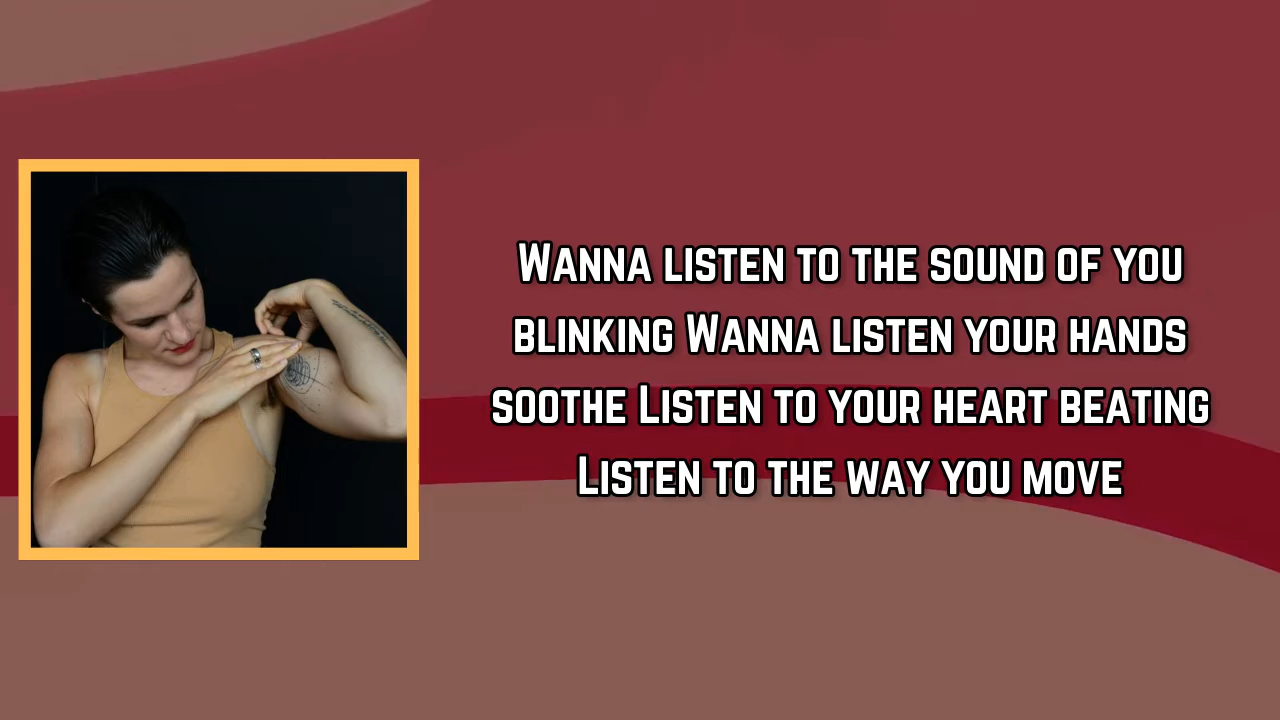 Wanna listen to the sound of you
blinking Wanna listen your hands
soothe Listen to your heart beating
Listen to the way you move